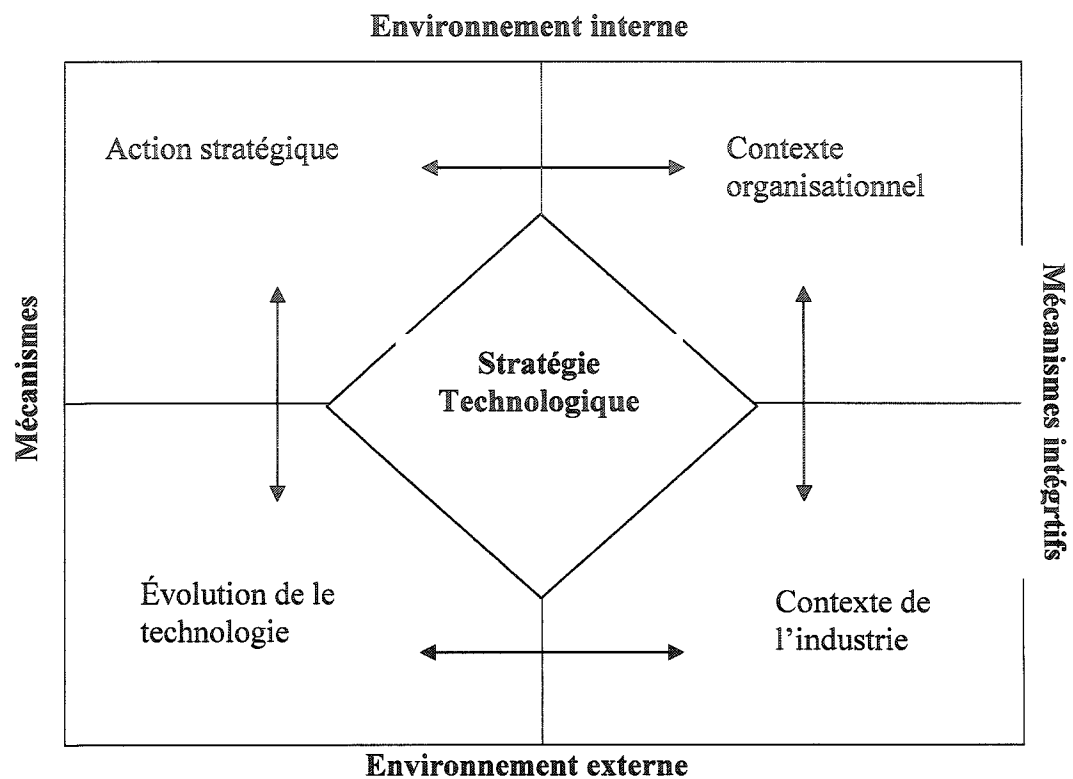 Environnement interne
Action stratégique
Contexte
organisationnel
Mécanismes
Stratégie
Technologique
Mécanismes intégrtifs
Évolution de le
technologie
Contexte de
l'industrie
Environnement externe